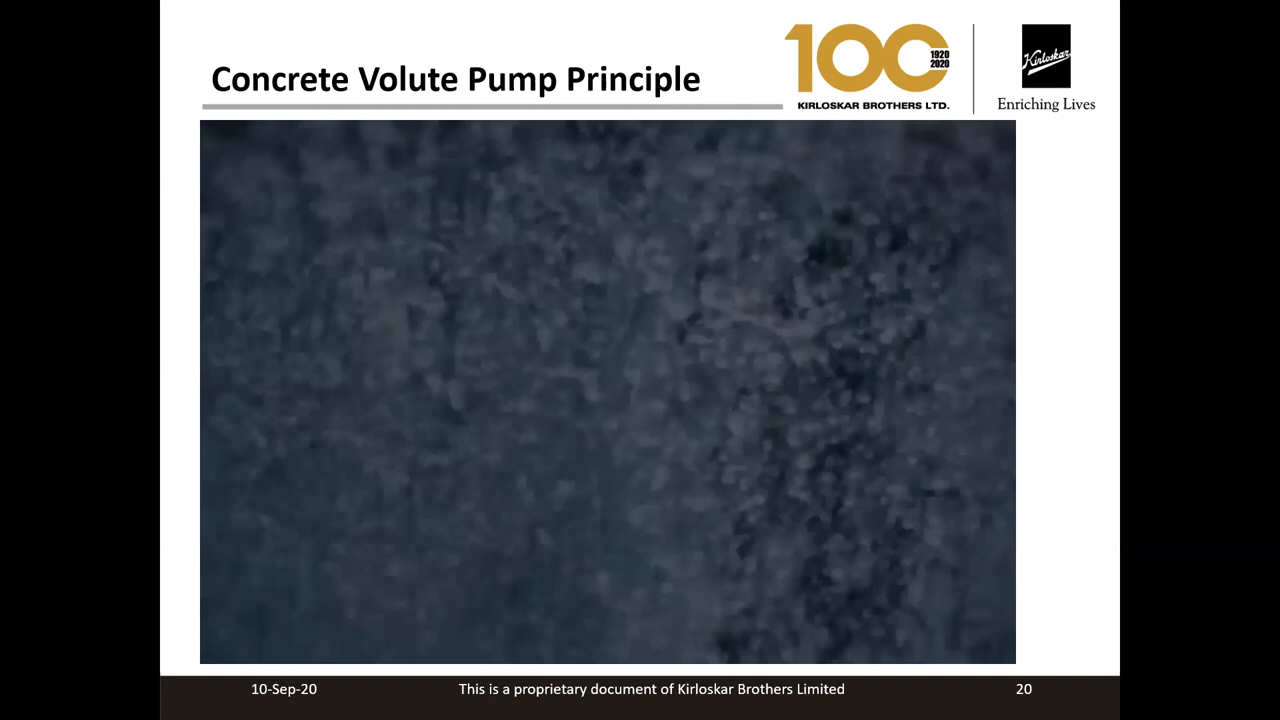 Concrete Volute Pump Principle
100
1920
2020
KIRLOSKAR BROTHERS LTD.
Kirloskar
Enriching Lives
10-Sep-20
This is a proprietary document of Kirloskar Brothers Limited
20